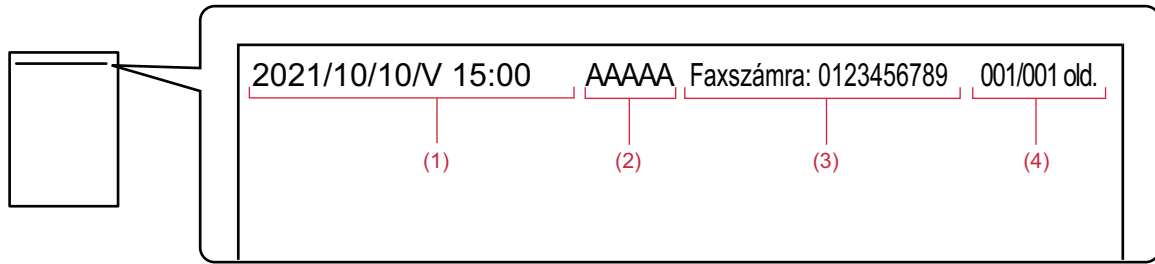 2021/10/10/V 15:00 AAAAA Faxszámra: 0123456789 001/001 old.
(1) (2) (3) (4)